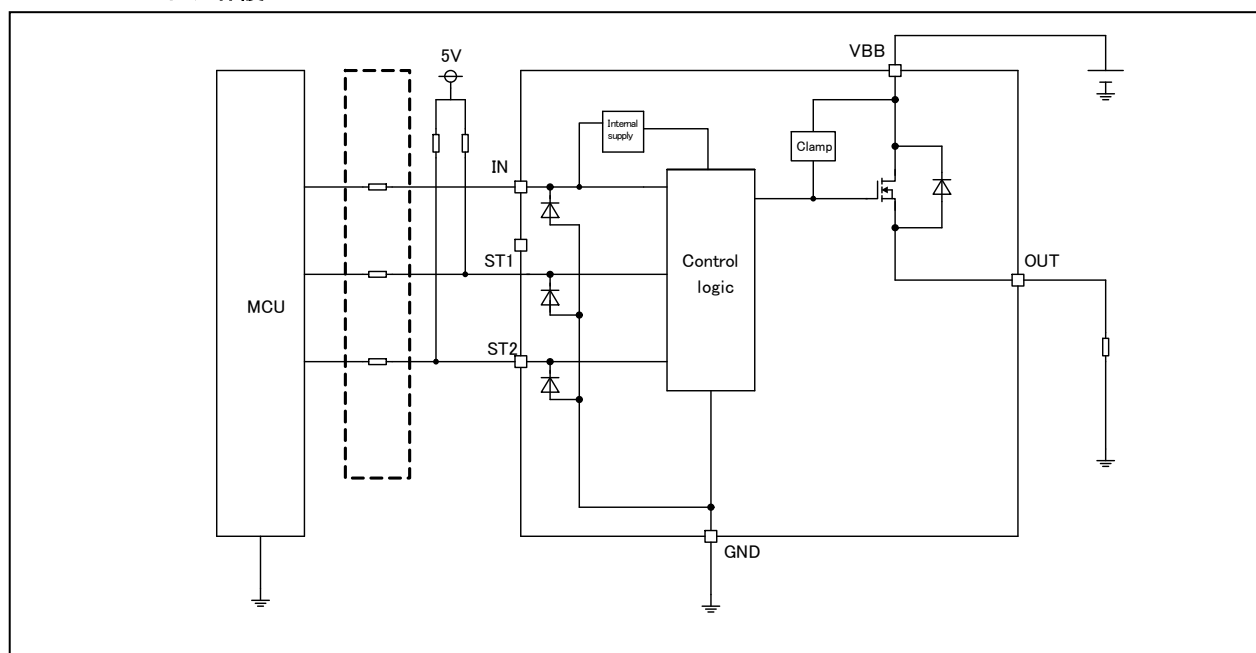 5V
VBB
Internal
supply
Clamp
IN
ST1
Control
logic
OUT
MCU
ST2
GND